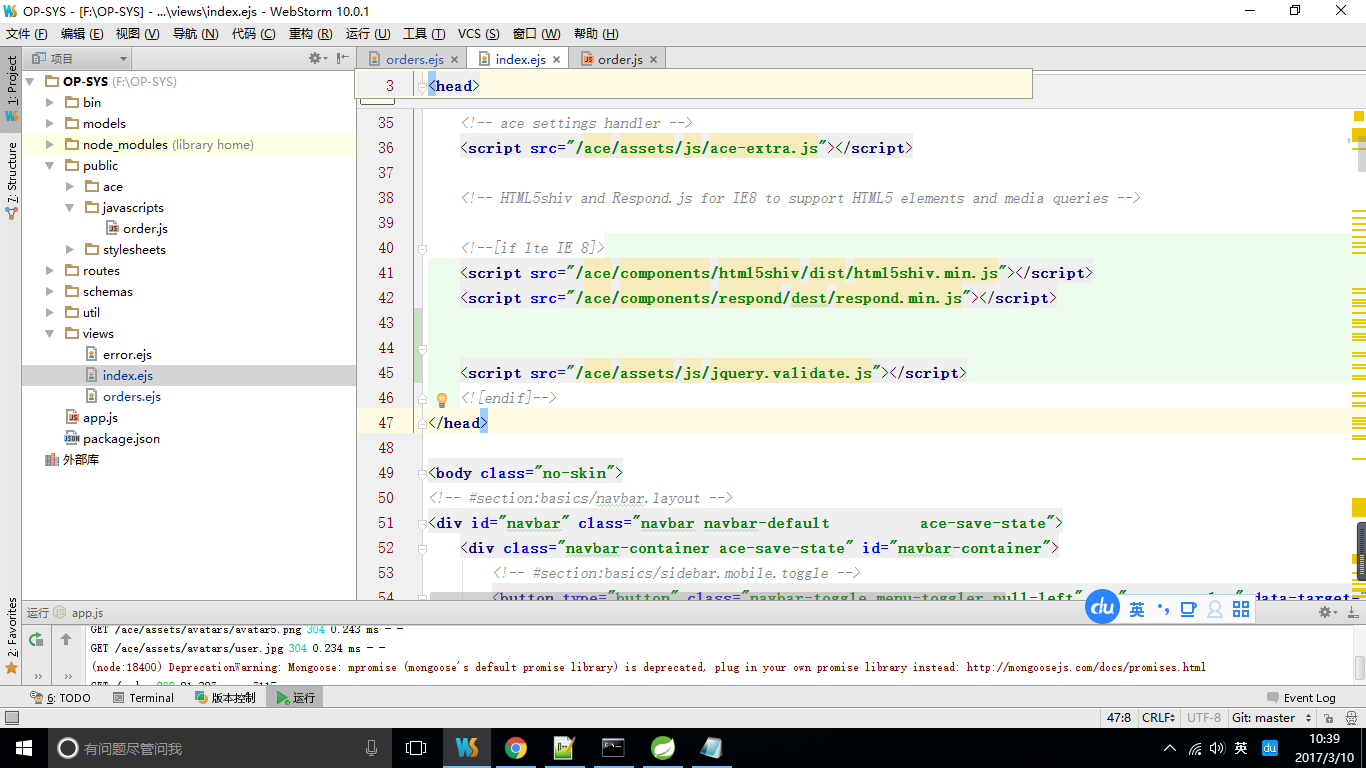 OP-SYS - [F:\OP-SYS] - ...\views\index.ejs - WebStorm 10.0.1
文件 (F) 编辑 (E) 视图 (V) 导航 (N) 代码 (C) 重构 (R) 运行 (U) 工具 (T) VCS (S) 窗口 (W) 帮助 (H)
项目
orders.ejs
index.ejs
order.js
1: Project
7: Structure
2: Favorites
OP-SYS (F:\OP-SYS)
bin
models
node_modules (library home)
public
ace
javascripts
order.js
stylesheets
routes
schemas
util
views
error.ejs
index.ejs
orders.ejs
app.js
package.json
外部库
3 <head>
35 <!-- ace settings handler -->
36 <script src="/ace/assets/js/ace-extra.js"></script>
37
38 <!-- HTML5shiv and Respond.js for IE8 to support HTML5 elements and media queries -->
39
40 <!--[if lte IE 8]>
41 <script src="/ace/components/html5shiv/dist/html5shiv.min.js"></script>
42 <script src="/ace/components/respond/dest/respond.min.js"></script>
43
44
45 <script src="/ace/assets/js/jquery.validate.js"></script>
46 <![endif]-->
47 </head>
48
49 <body class="no-skin">
50 <!-- #section:basics/navbar.layout -->
51 <div id="navbar" class="navbar navbar-default ace-save-state">
52 <div class="navbar-container ace-save-state" id="navbar-container">
53 <!-- #section:basics/sidebar.mobile.toggle -->
54 <button type="button" class="navbar-toggle menu-toggler pull-left" data-target="
du 英
运行 app.js
GET /ace/assets/avatars/avatar5.png 304 0.243 ms - -
GET /ace/assets/avatars/user.jpg 304 0.234 ms - -
(node:18400) DeprecationWarning: Mongoose: mpromise (mongoose's default promise library) is deprecated, plug in your own promise library instead: http://mongoosejs.com/docs/promises.html
6: TODO Terminal 版本控制 运行 Event Log
47:8 CRLF UTF-8 Git: master
有问题尽管问我
英 du
10:39
2017/3/10